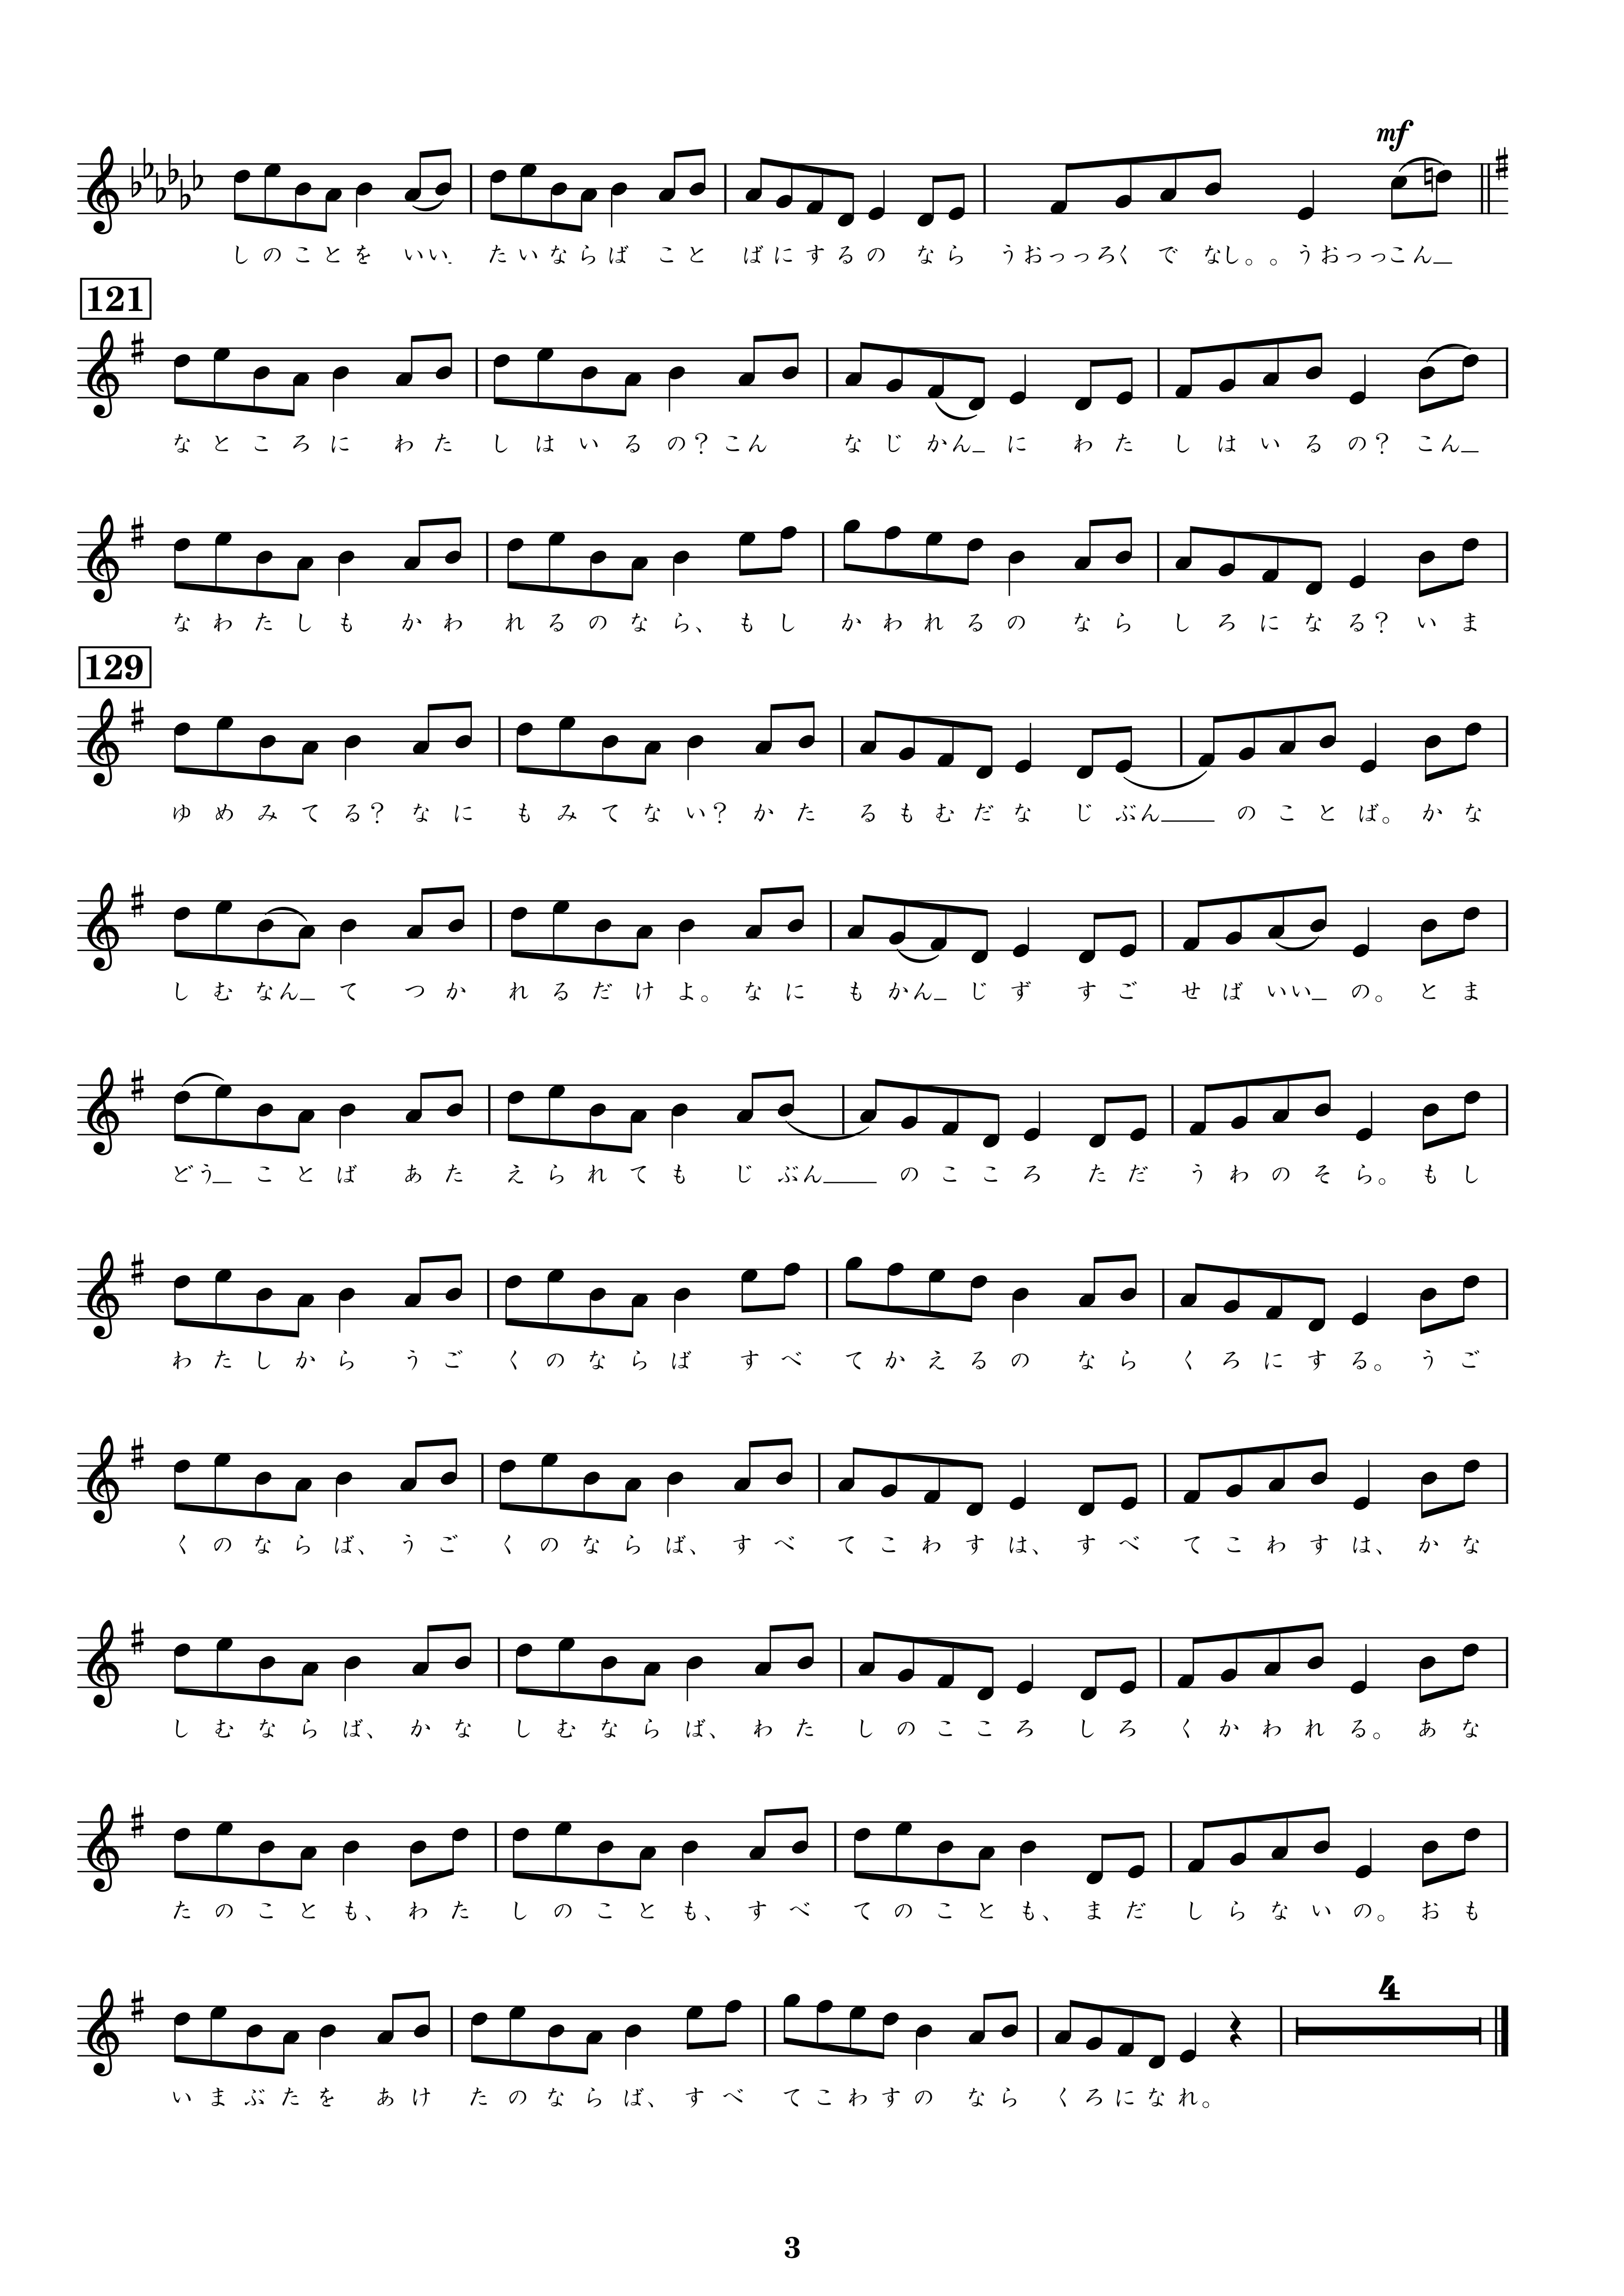 mf
し の こ と を いい_ た い な ら ば こ と ば に す る の な ら うおっっろく で なし。。うおっっこん_
121
な と こ ろ に わ た し は い る の? こん な じ かん_ に わ た し は い る の? こん_
な わ た し も か わ れ る の な ら、 も し か わ れ る の な ら し ろ に な る? い ま
129
ゆ め み て る? な に も み て な い? か た る も む だ な じ ぶん_ の こ と ば。 か な
し む なん_ て つ か れ る だ け よ。 な に も かん_ じ ず す ご せ ば いい_ の。 と ま
どう_ こ と ば あ た え ら れ て も じ ぶん_ の こ こ ろ た だ う わ の そ ら。 も し
わ た し か ら う ご く の な ら ば す べ て か え る の な ら く ろ に す る。 う ご
く の な ら ば、 う ご く の な ら ば、 す べ て こ わ す は、 す べ て こ わ す は、 か な
し む な ら ば、 か な し む な ら ば、 わ た し の こ こ ろ し ろ く か わ れ る。 あ な
た の こ と も、 わ た し の こ と も、 す べ て の こ と も、 ま だ し ら な い の。 お も
4
い ま ぶ た を あ け た の な ら ば、 す べ て こ わ す の な ら く ろ に な れ。
3